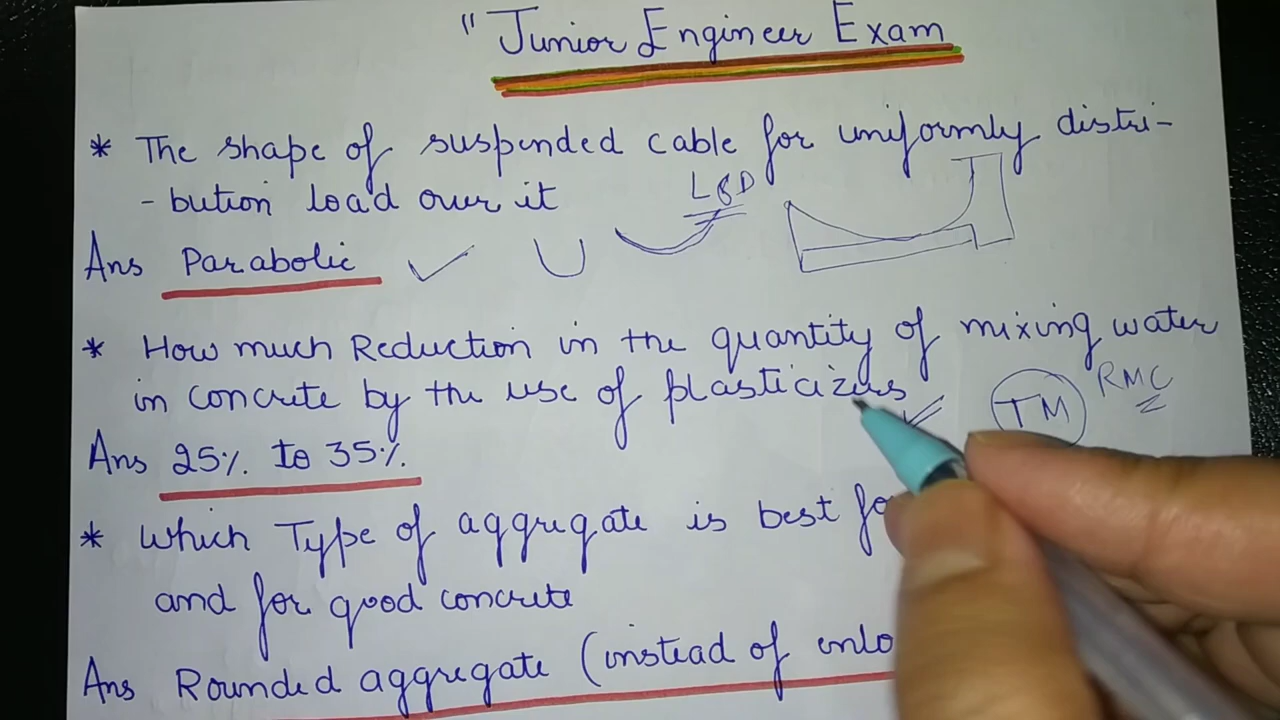 " Junior Engineer Exam
* The shape of suspended cable for uniformly distri-
- bution load over it
LOD
Ans Parabolic
* How much Reduction in the quantity of mixing water
in concrete by the use of plasticizers
TM RMC
Ans 25% to 35%.
* Which Type of aggregate is best
and for good concrete
Ans Rounded aggregate (instead of